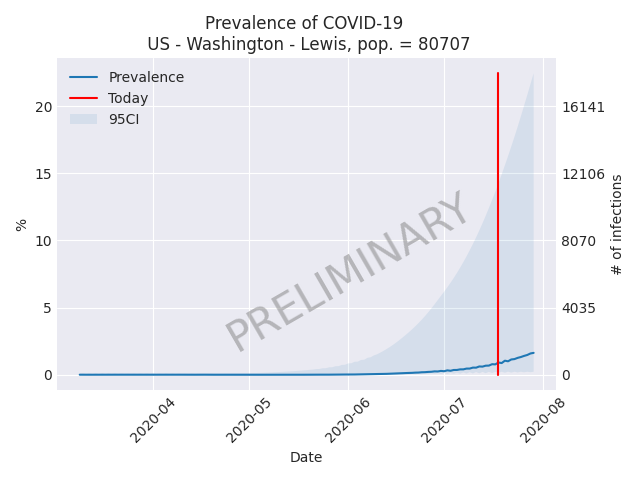 Prevalence of COVID-19
US - Washington - Lewis, pop. = 80707
Prevalence
Today
95CI
PRELIMINARY
%
20
15
10
5
0
16141
12106
8070
4035
0
# of infections
2020-04
2020-05
2020-06
2020-07
2020-08
Date